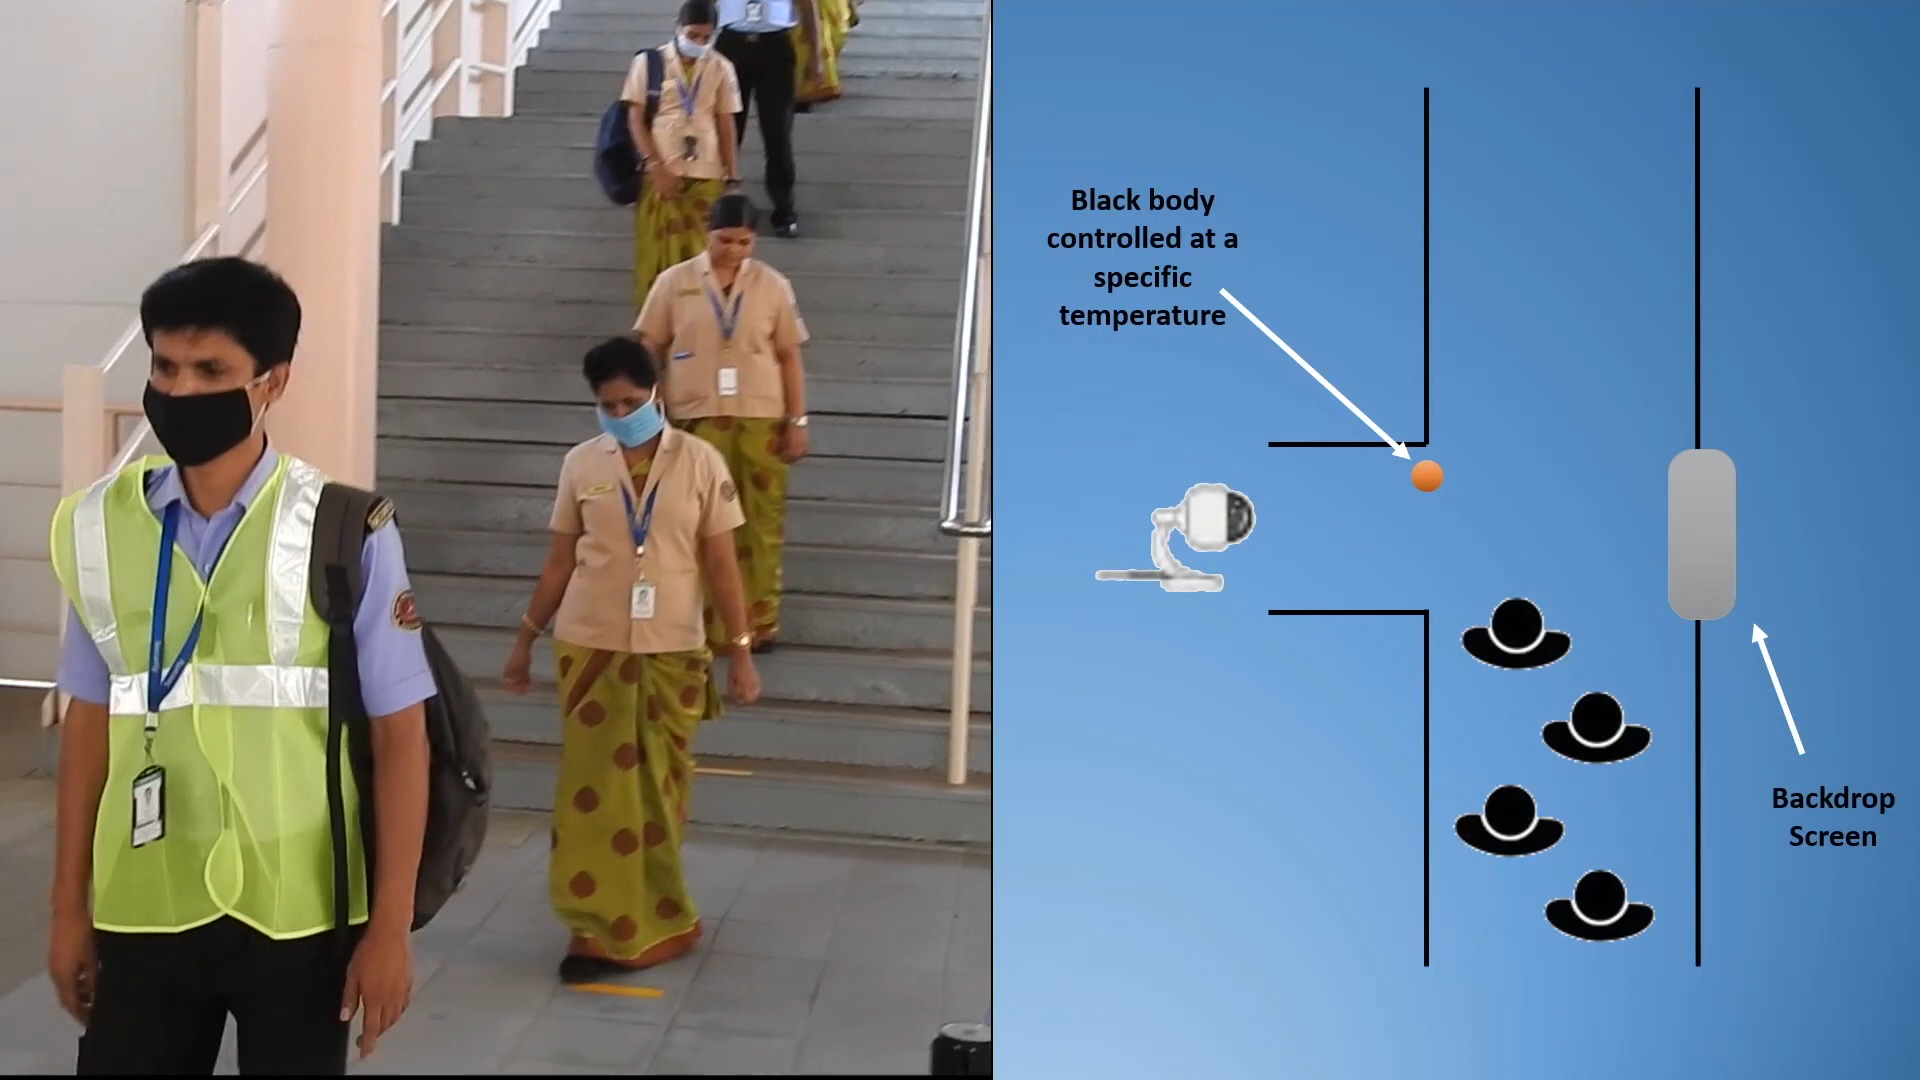 Black body
controlled at a
specific
temperature
Backdrop
Screen